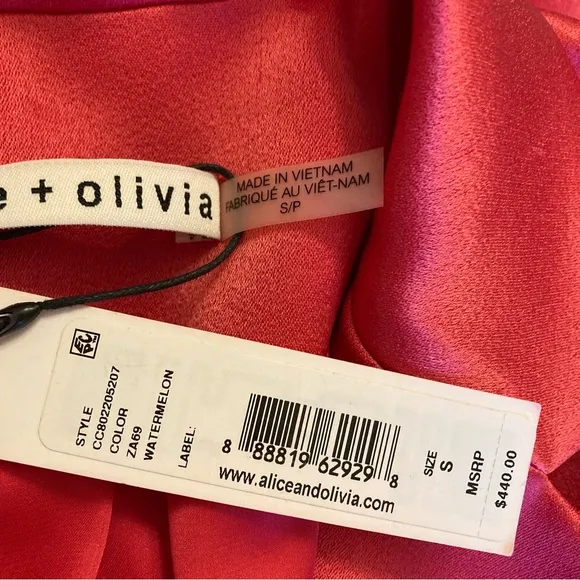 e + olivia
MADE IN VIETNAM
FABRIQUÉ AU VIÊT-NAM
S/P
STYLE
CC802205207
COLOR
ZA69
WATERMELON
LABEL:
8 88819 62929 8
www.aliceandolivia.com
SIZE
S
MSRP
$440.00